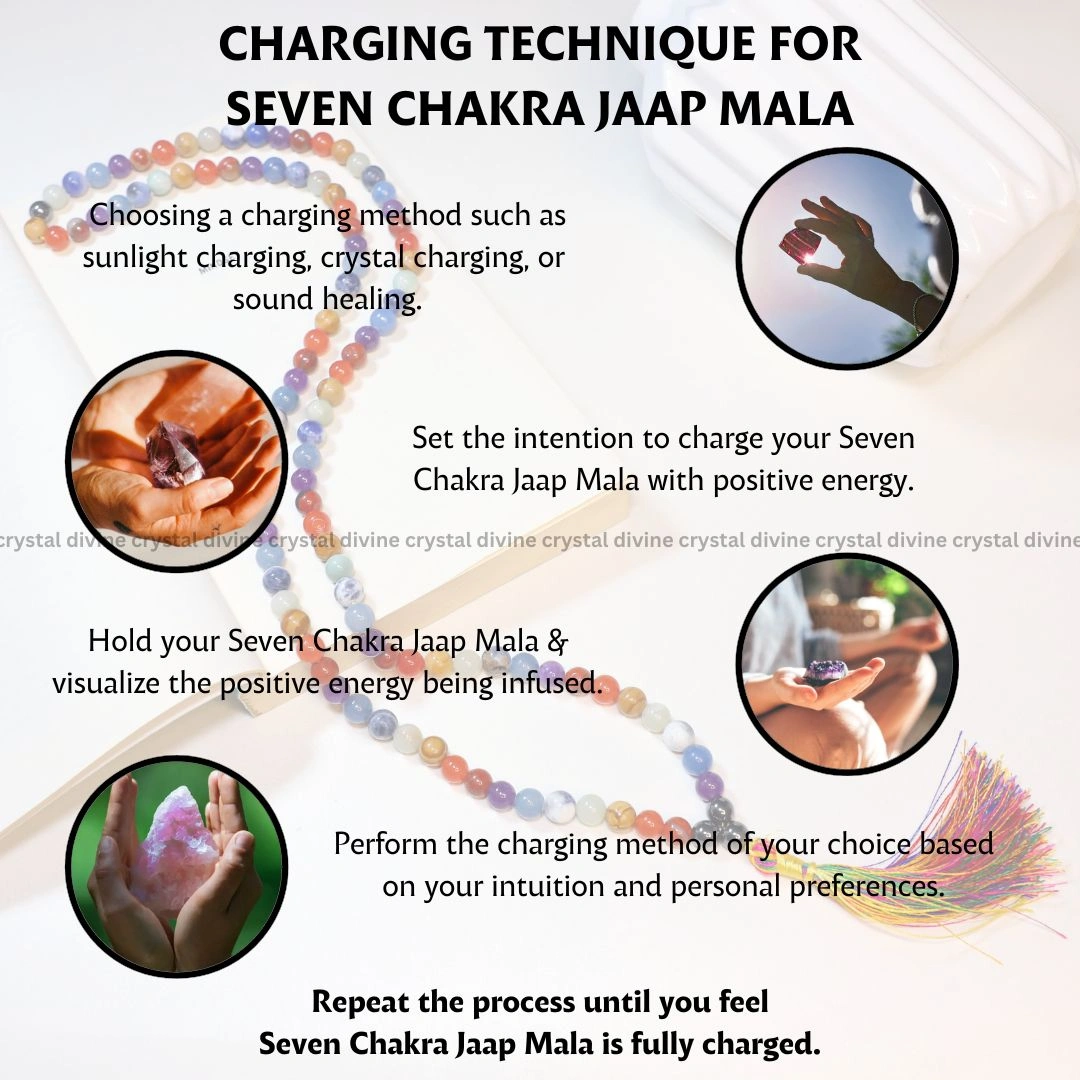 CHARGING TECHNIQUE FOR
SEVEN CHAKRA JAAP MALA
Choosing a charging method such as
sunlight charging, crystal charging, or
sound healing.
Set the intention to charge your Seven
Chakra Jaap Mala with positive energy.
crystal divine crystal divine crystal divine crystal divine crystal divine crystal divine crystal divine crystal divine
Hold your Seven Chakra Jaap Mala &
visualize the positive energy being infused.
Perform the charging method of your choice based
on your intuition and personal preferences.
Repeat the process until you feel
Seven Chakra Jaap Mala is fully charged.